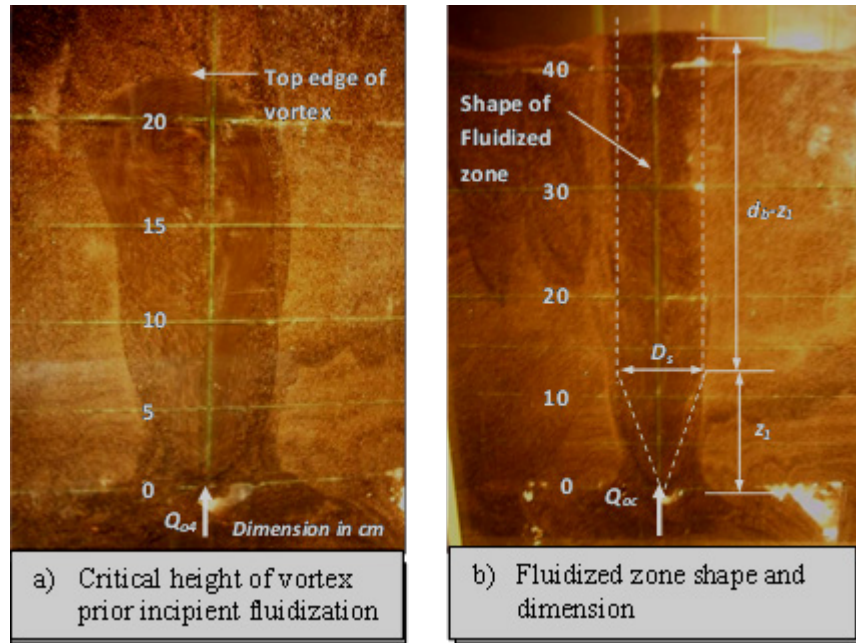 Top edge of
vortex
20
15
10
5
0
Qo4
Dimension in cm
a) Critical height of vortex
prior incipient fluidization
40
Shape of
Fluidized
zone
30
db-z1
20
Ds
10
z1
0
Qoc
b) Fluidized zone shape and
dimension